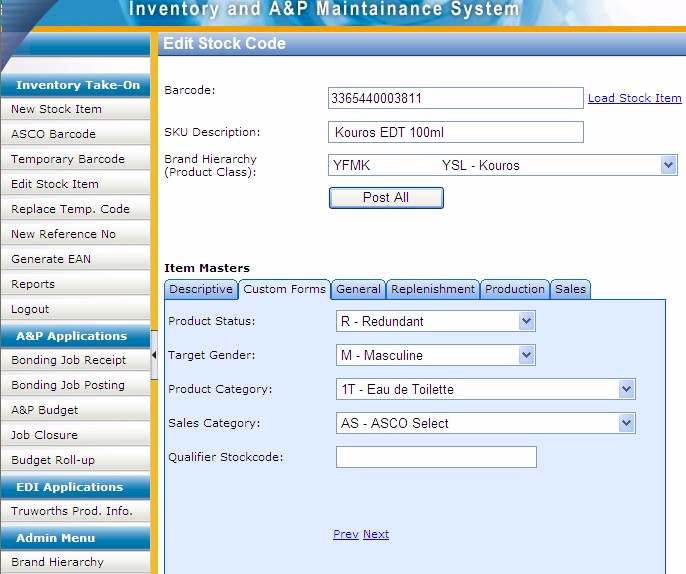 Inventory and A&P Maintainance System
Edit Stock Code
Inventory Take-On
New Stock Item
ASCO Barcode
Temporary Barcode
Edit Stock Item
Replace Temp. Code
New Reference No
Generate EAN
Reports
Logout
A&P Applications
Bonding Job Receipt
Bonding Job Posting
A&P Budget
Job Closure
Budget Roll-up
EDI Applications
Truworths Prod. Info.
Admin Menu
Brand Hierarchy
Barcode: 3365440003811 Load Stock Item
SKU Description: Kouros EDT 100ml
Brand Hierarchy
(Product Class): YFMK YSL - Kouros
Post All
Item Masters
Descriptive Custom Forms General Replenishment Production Sales
Product Status: R - Redundant
Target Gender: M - Masculine
Product Category: 1T - Eau de Toilette
Sales Category: AS - ASCO Select
Qualifier Stockcode:
Prev Next